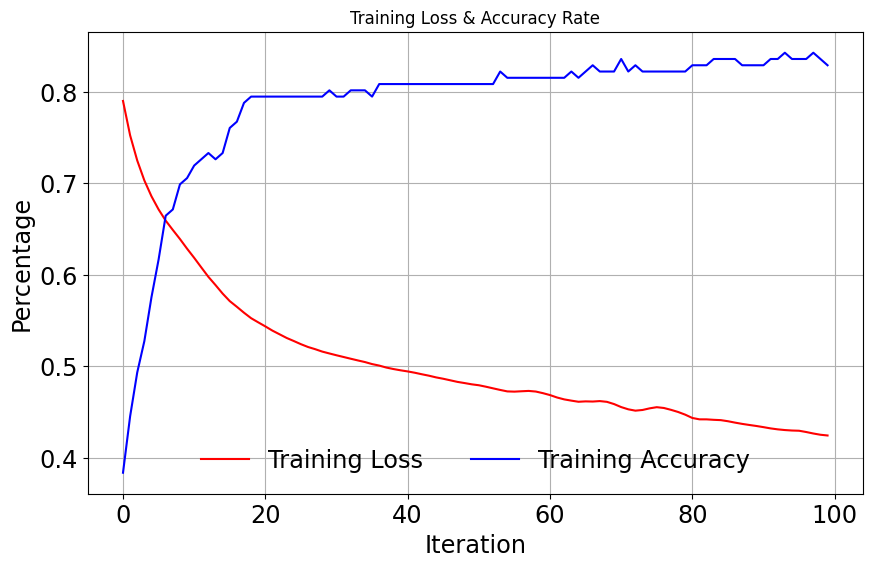 Training Loss & Accuracy Rate
Percentage
0.8
0.7
0.6
0.5
0.4
Training Loss Training Accuracy
0 20 40 60 80 100
Iteration